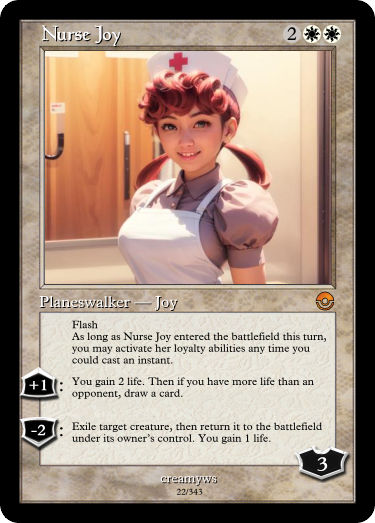 Nurse Joy 2
Planeswalker — Joy
Flash
As long as Nurse Joy entered the battlefield this turn,
you may activate her loyalty abilities any time you
could cast an instant.
+1: You gain 2 life. Then if you have more life than an
opponent, draw a card.
-2: Exile target creature, then return it to the battlefield
under its owner's control. You gain 1 life.
3
creamyws
22/343